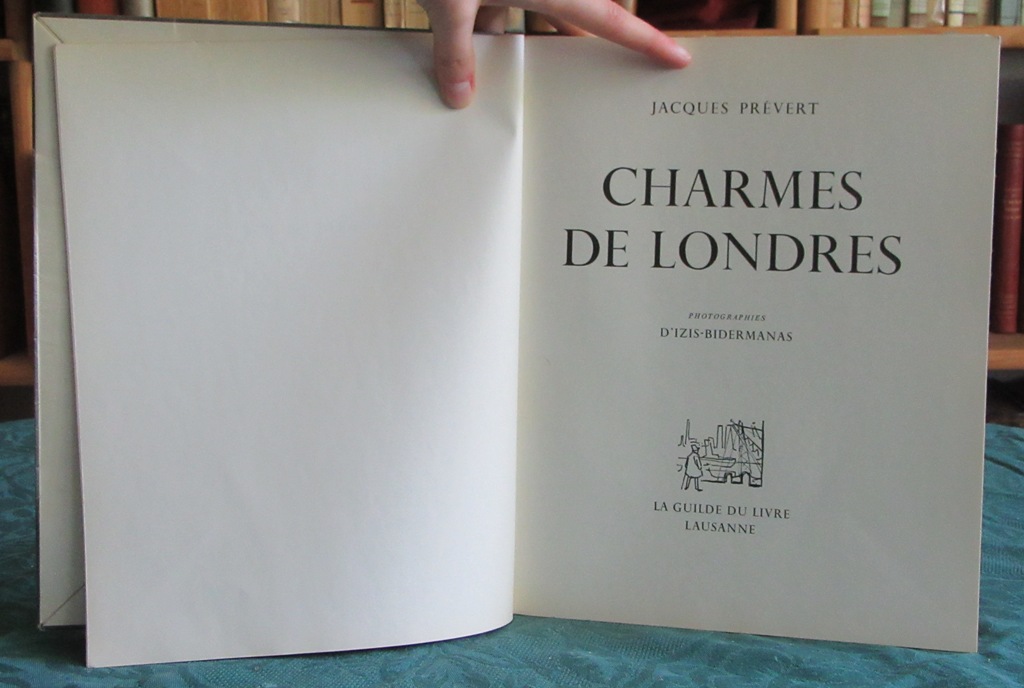 JACQUES PRÉVERT
CHARMES
DE LONDRES
PHOTOGRAPHIES
D'IZIS-BIDERMANAS
LA GUILDE DU LIVRE
LAUSANNE